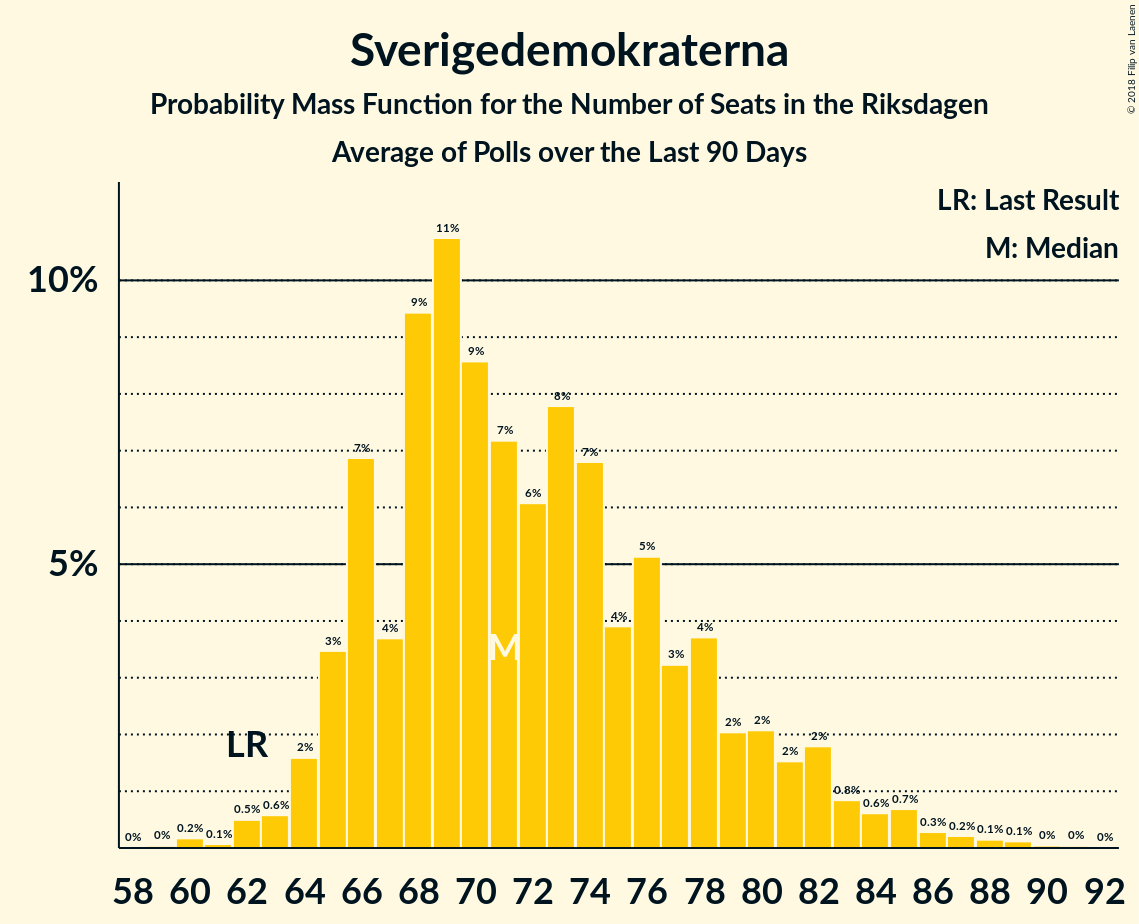 Sverigedemokraterna
Probability Mass Function for the Number of Seats in the Riksdagen
Average of Polls over the Last 90 Days
© 2018 Filip van Laenen
LR: Last Result
M: Median
10%
5%
0% 0% 0.2% 0.1% 0.5% 0.6% 2% 3% 7% 4% 9% 11% 9% 7% 6% 8% 7% 4% 5% 3% 4% 2% 2% 2% 2% 0.8% 0.6% 0.7% 0.3% 0.2% 0.1% 0.1% 0% 0% 0%
LR
M
58 60 62 64 66 68 70 72 74 76 78 80 82 84 86 88 90 92